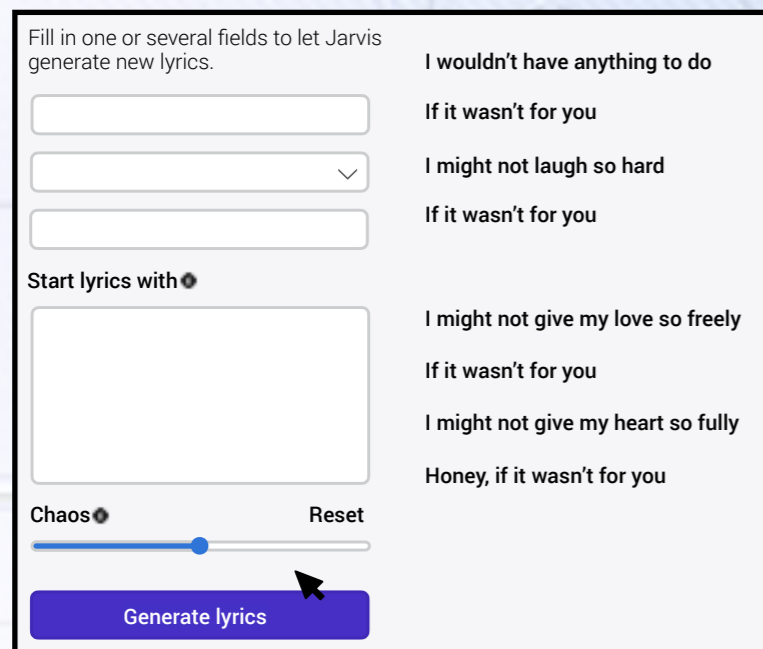 Fill in one or several fields to let Jarvis
generate new lyrics.
Start lyrics with
Chaos
Reset
Generate lyrics
I wouldn’t have anything to do
If it wasn’t for you
I might not laugh so hard
If it wasn’t for you
I might not give my love so freely
If it wasn’t for you
I might not give my heart so fully
Honey, if it wasn’t for you